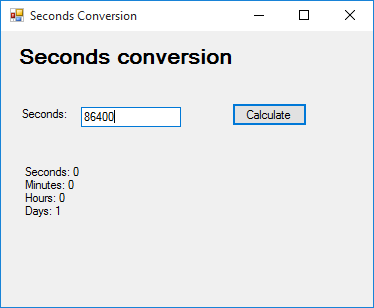 Seconds Conversion
Seconds conversion
Seconds: 86400 Calculate
Seconds: 0
Minutes: 0
Hours: 0
Days: 1